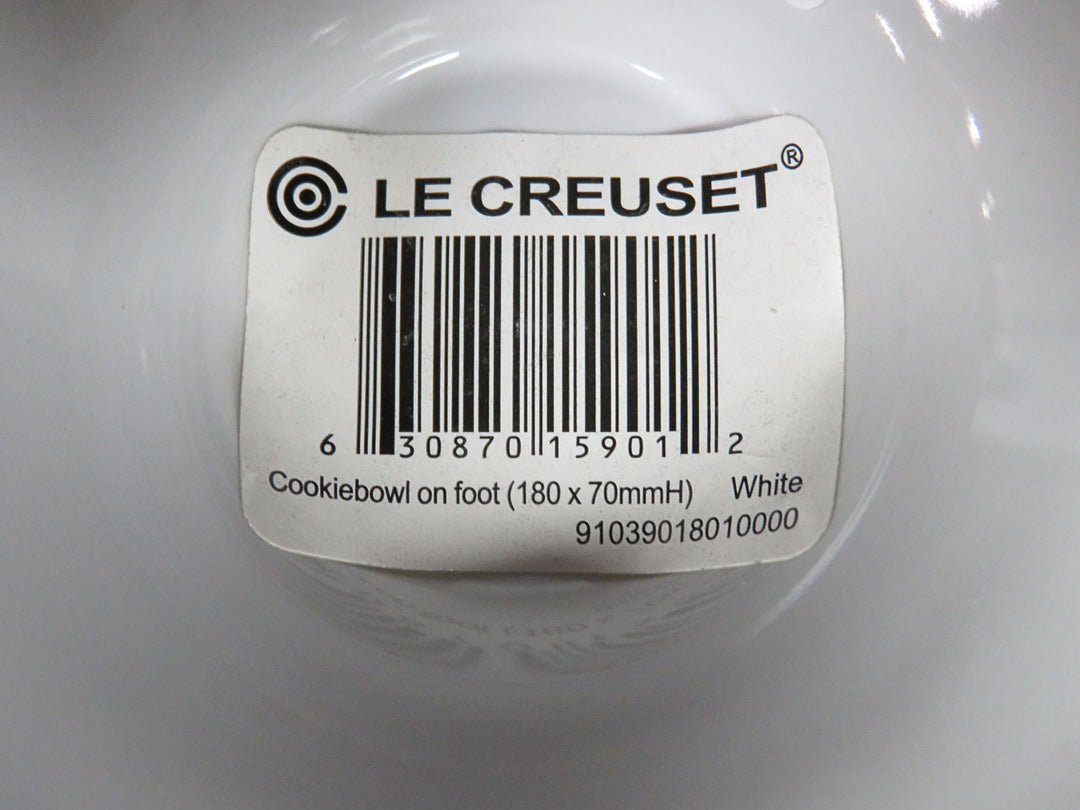 LE CREUSET®
6 30870 15901 2
Cookiebowl on foot (180 x 70mmH) White
91039018010000